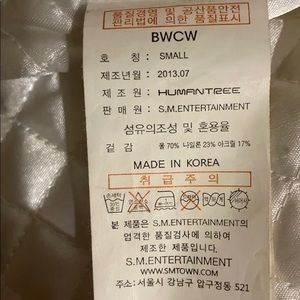 품질경영 및 공산품안전
관리법에 의한 품질표시
BWCW
호 칭 : SMALL
제조년월 : 2013.07
제 조 원 : HUMANTREE
판 매 원 : S.M.ENTERTAINMENT
섬유의조성 및 혼용율
겉 감 울 70% 나일론 23% 아크릴 17%
MADE IN KOREA
취 급 주 의
본 제품은 S.M.ENTERTAINMENT의
엄격한 품질검사에 의하여
제조한 제품입니다.
S.M.ENTERTAINMENT
WWW.SMTOWN.COM
주소: 서울시 강남구 압구정동 521